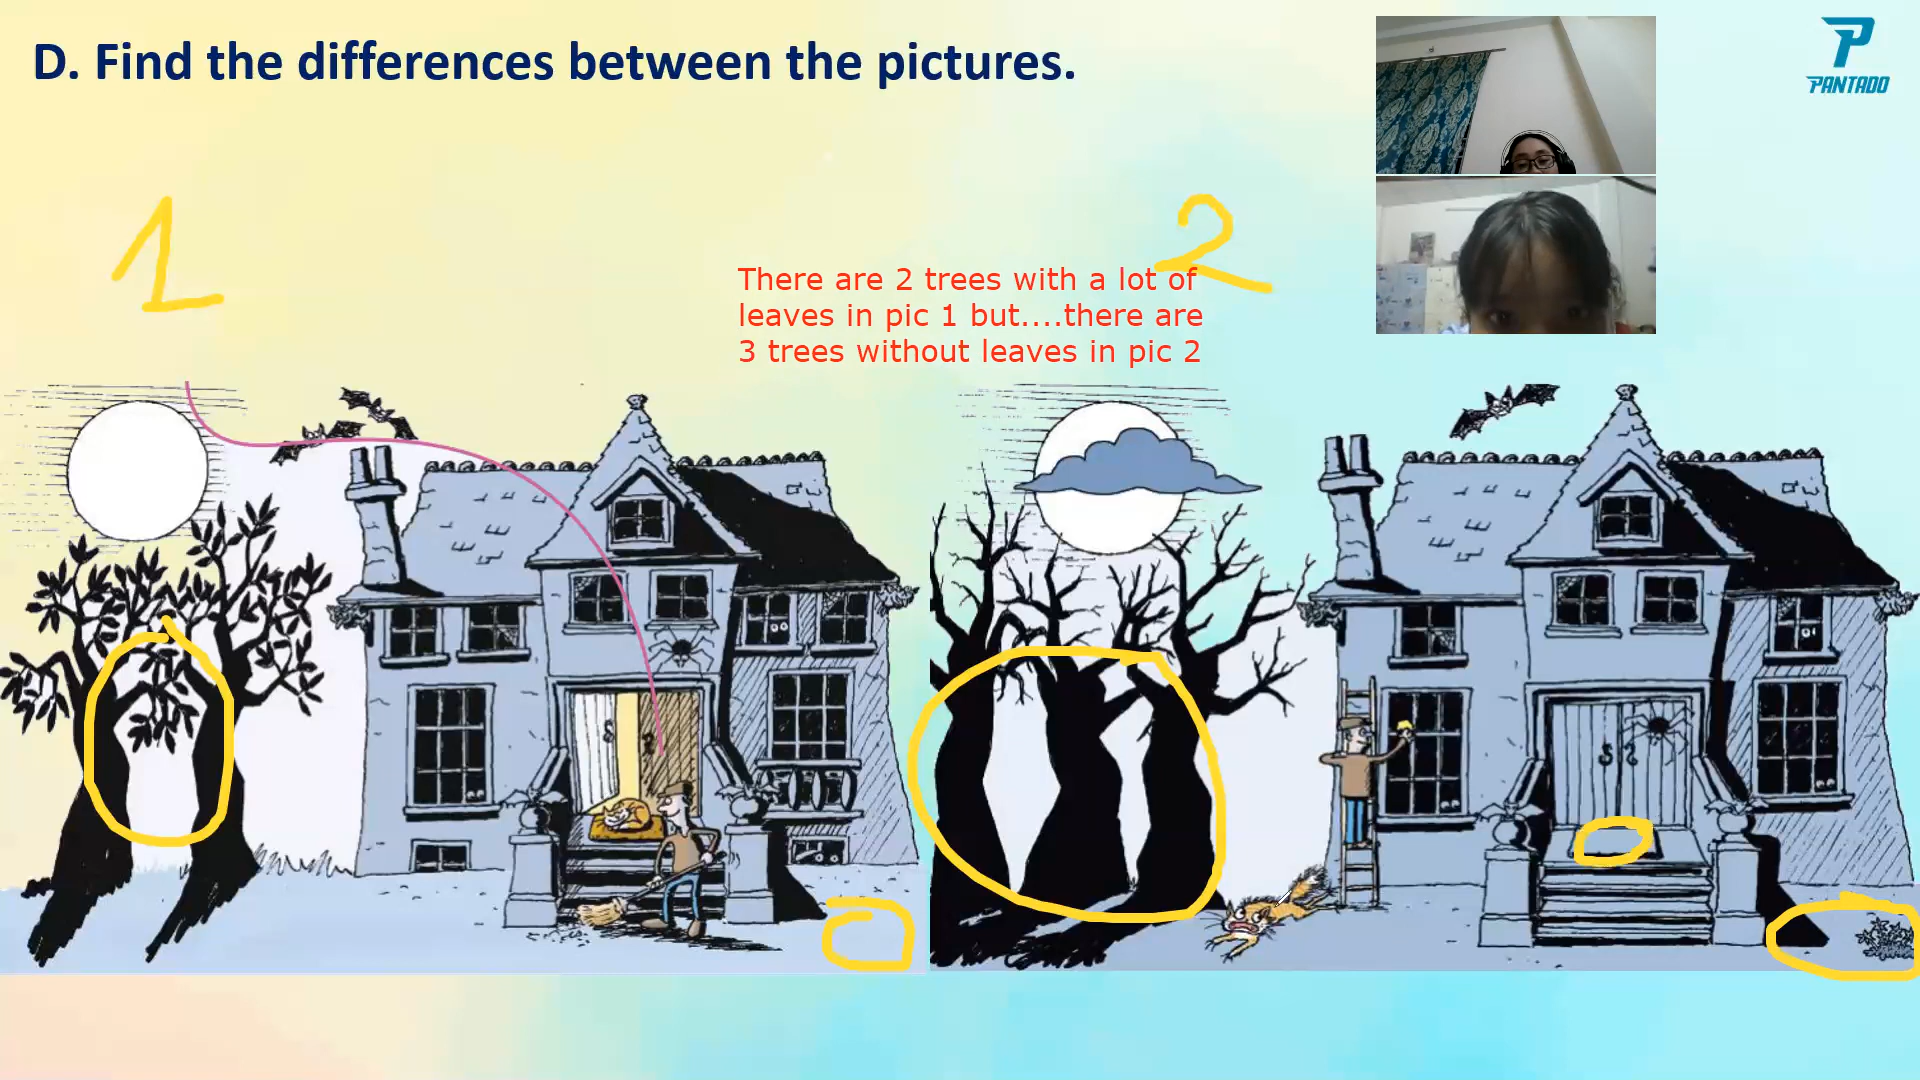 D. Find the differences between the pictures.
PANTADO
1
2
There are 2 trees with a lot of
leaves in pic 1 but....there are
3 trees without leaves in pic 2